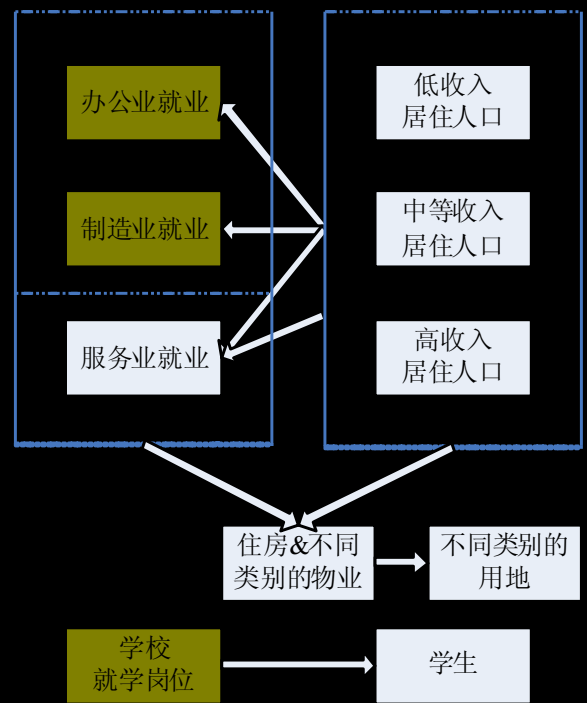 办公业就业
低收入
居住人口
制造业就业
中等收入
居住人口
服务业就业
高收入
居住人口
住房&不同
类别的物业
不同类别的
用地
学校
就学岗位
学生